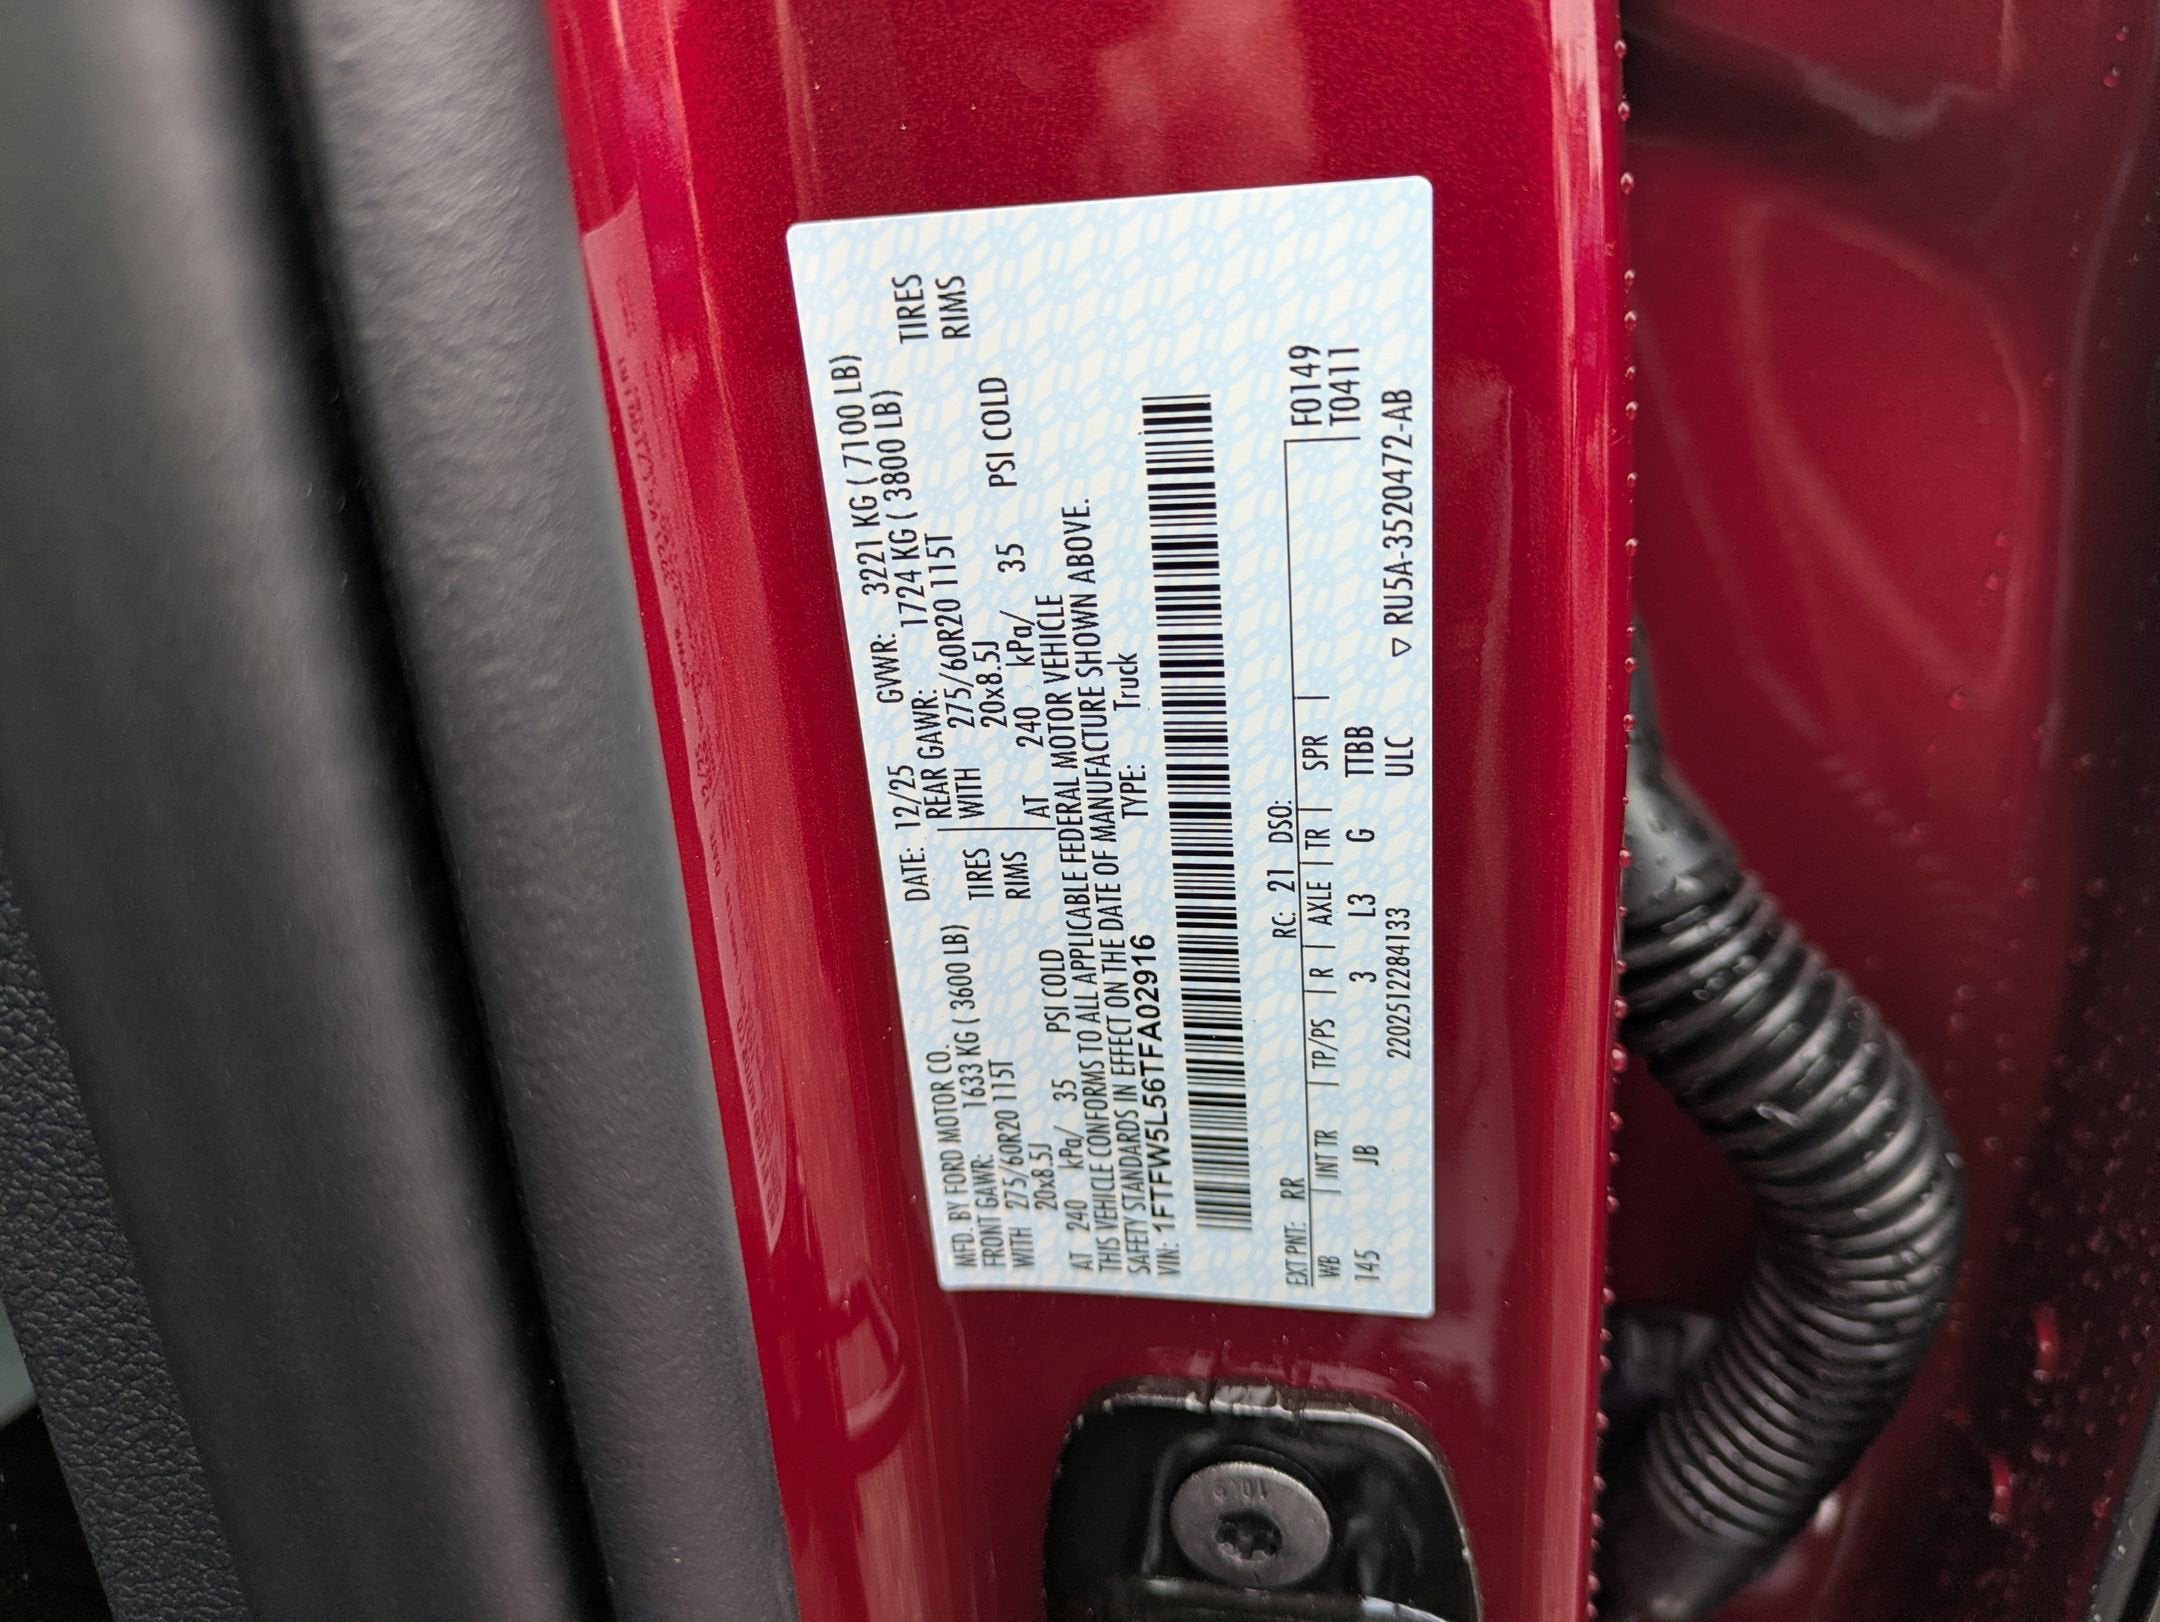 MFD. BY FORD MOTOR CO. DATE: 12/25 GVWR: 3221 KG ( 7100 LB)
FRONT GAWR: 1633 KG ( 3600 LB) REAR GAWR: 1724 KG ( 3800 LB)
WITH 275/60R20 115T TIRES WITH 275/60R20 115T TIRES
20x8.5J RIMS 20x8.5J RIMS
AT 240 kPa/ 35 PSI COLD AT 240 kPa/ 35 PSI COLD
THIS VEHICLE CONFORMS TO ALL APPLICABLE FEDERAL MOTOR VEHICLE
SAFETY STANDARDS IN EFFECT ON THE DATE OF MANUFACTURE SHOWN ABOVE.
VIN: 1FTFW5L56TFA02916 TYPE: Truck
EXT PNT: RR RC: 21 DSO: F0149
WB INT TR TP/PS R AXLE TR SPR T0411
145 JB 3 L3 G TTBB
2202512284133 ULC ▽ RU5A-3520472-AB
10.9